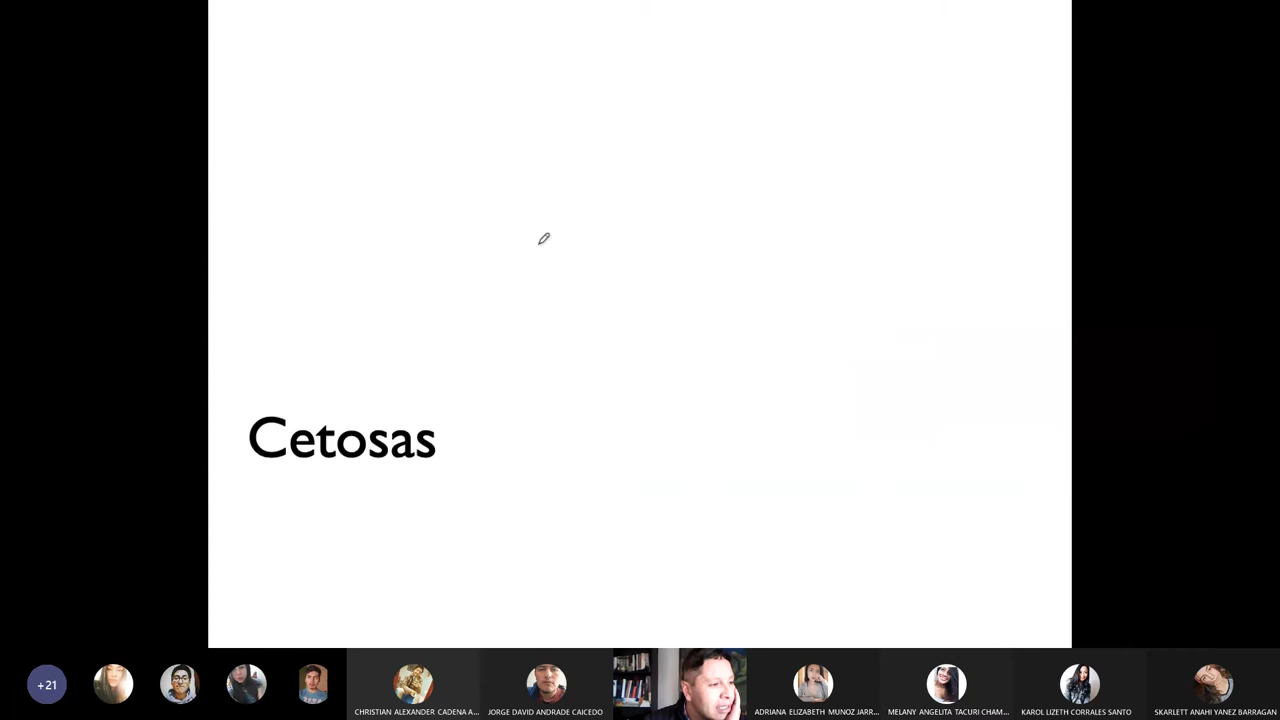 Cetosas
+21
CHRISTIAN ALEXANDER CADENA A...
JORGE DAVID ANDRADE CAICEDO
ADRIANA ELIZABETH MUNOZ JARR...
MELANY ANGELITA TACURI CHAM...
KAROL LIZETH CORRALES SANTO
SKARLETT ANAHI YANEZ BARRAGAN